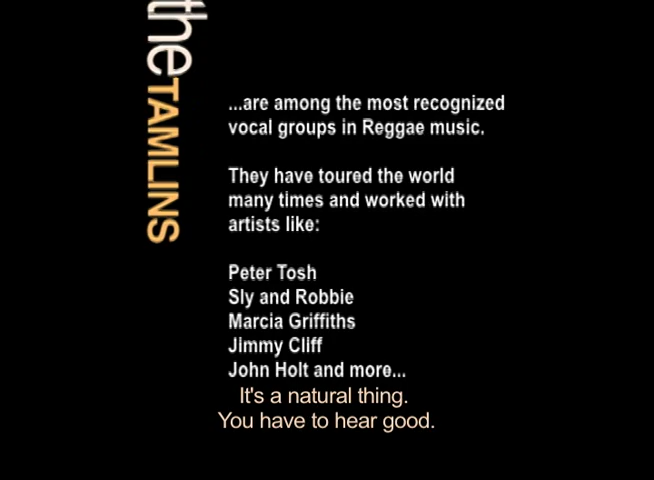 the TAMLINS
...are among the most recognized
vocal groups in Reggae music.
They have toured the world
many times and worked with
artists like:
Peter Tosh
Sly and Robbie
Marcia Griffiths
Jimmy Cliff
John Holt and more...
It's a natural thing.
You have to hear good.